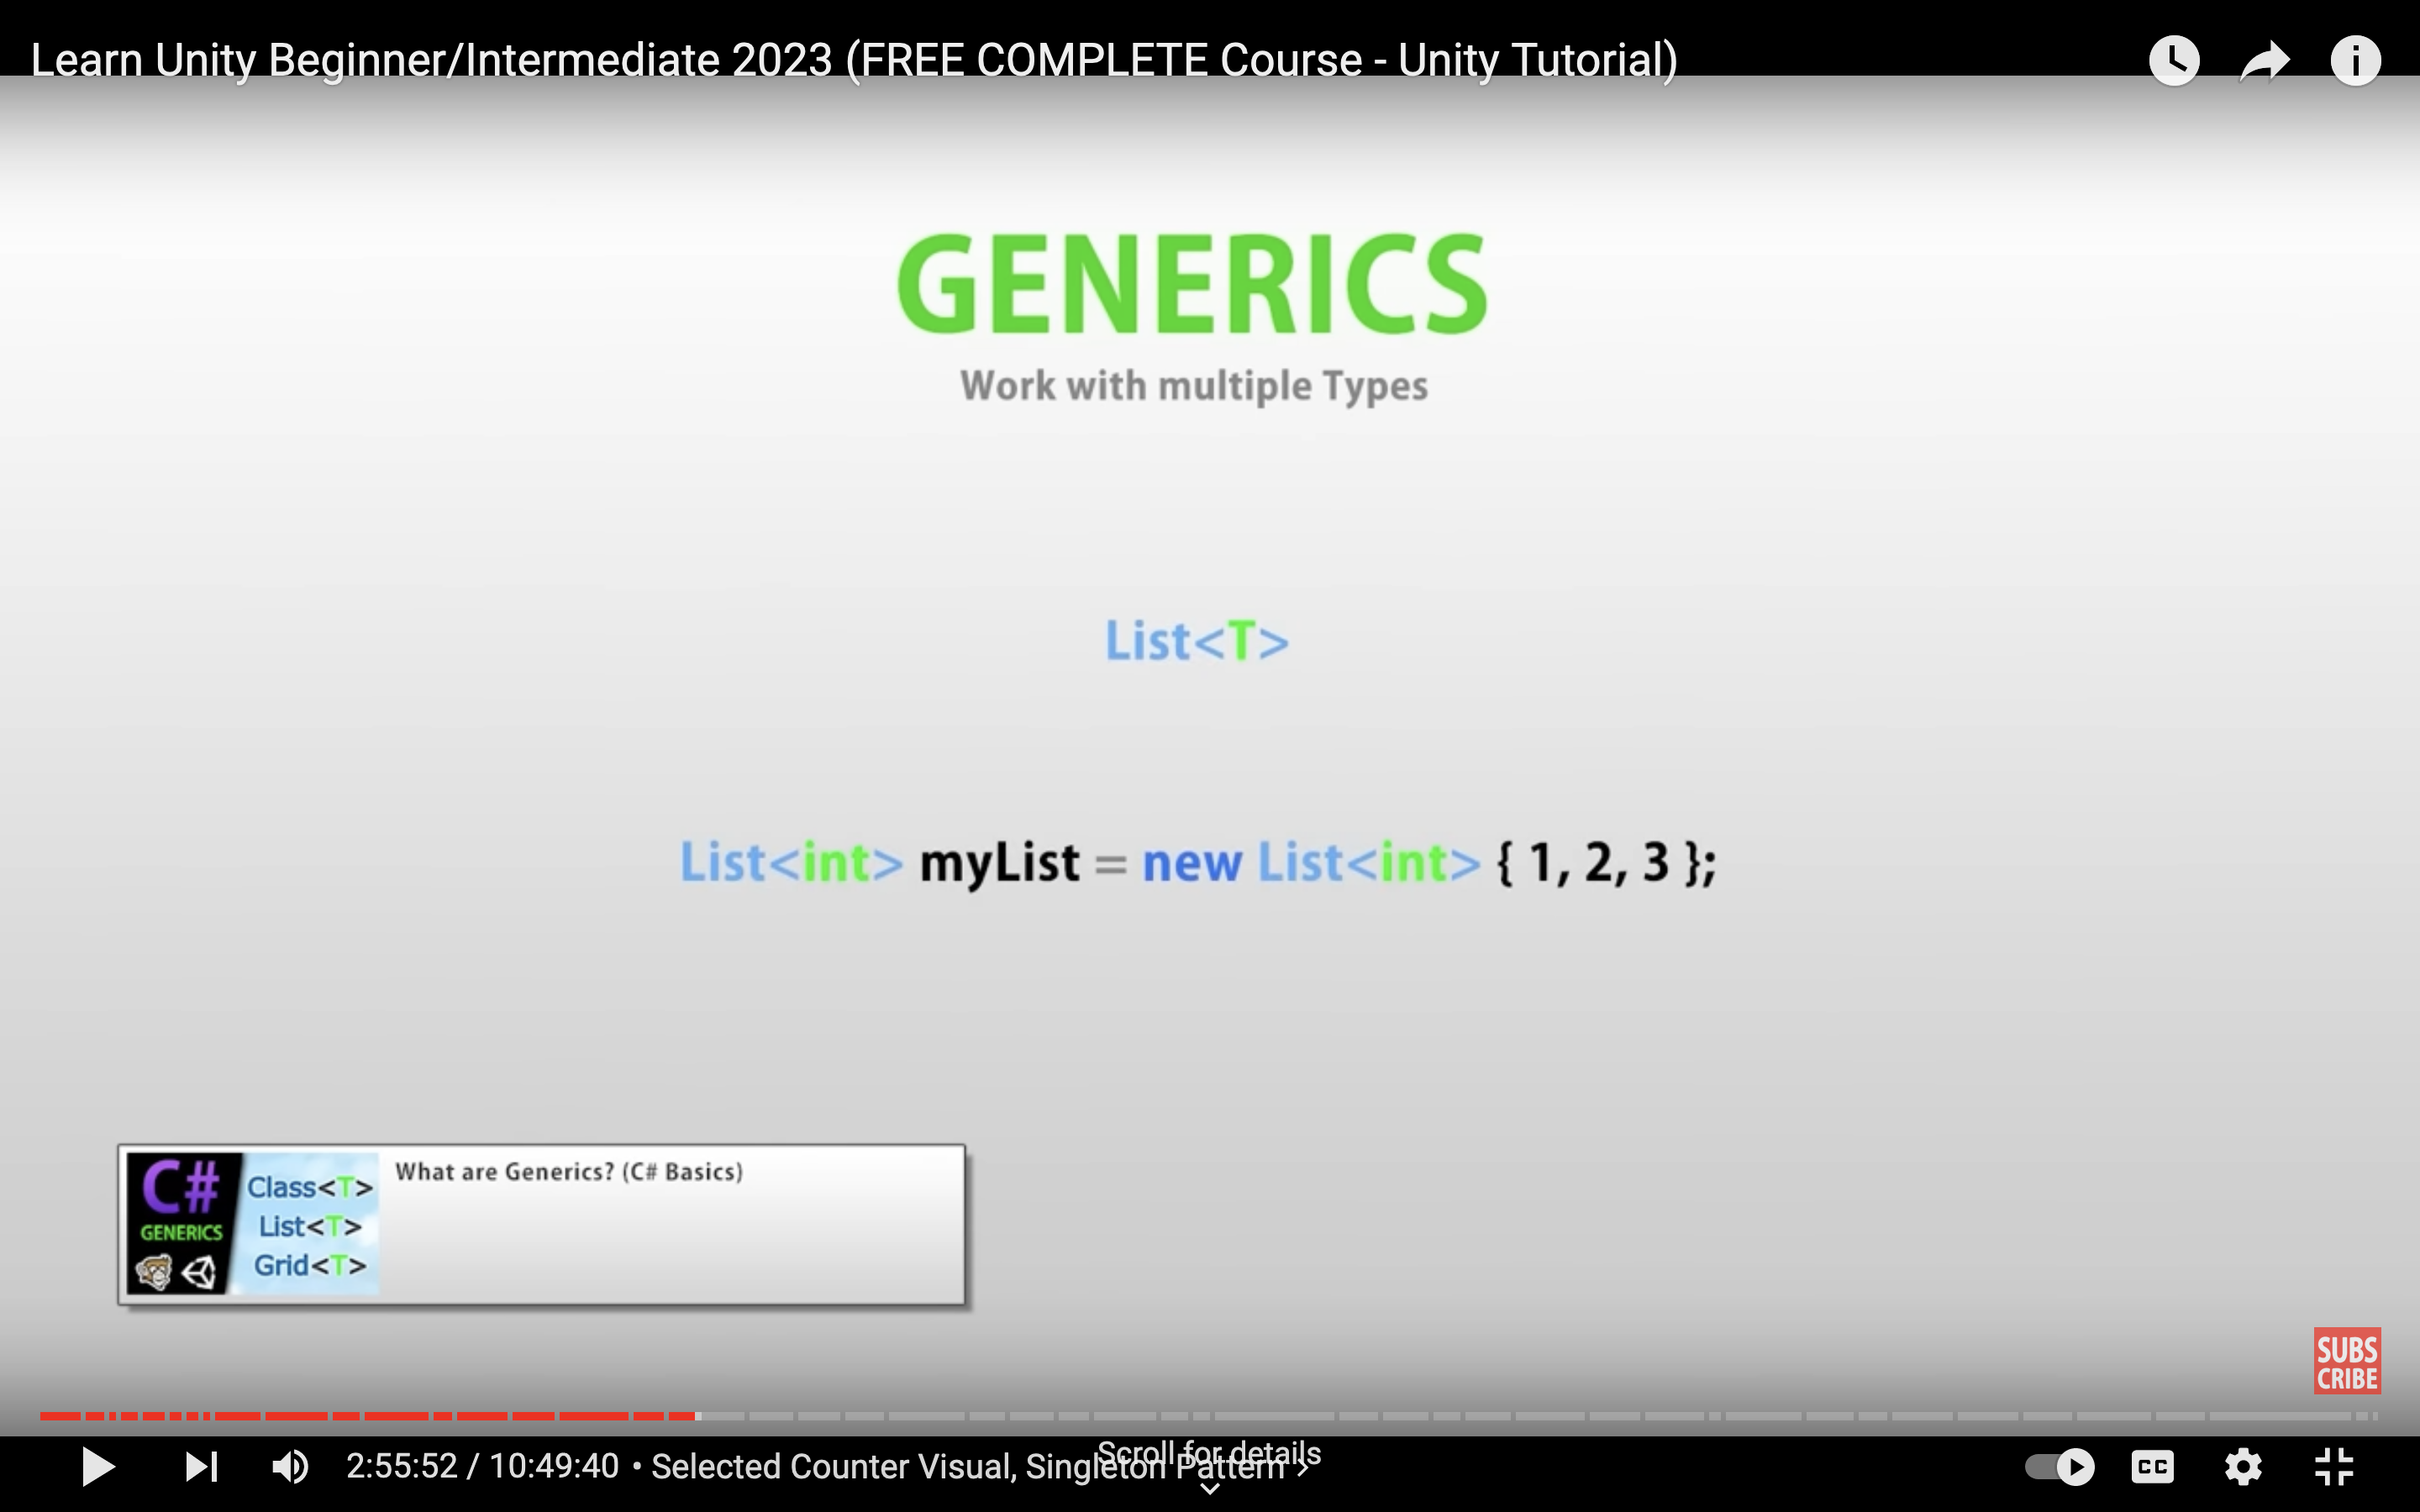 Learn Unity Beginner/Intermediate 2023 (FREE COMPLETE Course - Unity Tutorial)
GENERICS
Work with multiple Types
List<T>
List<int> myList = new List<int> { 1, 2, 3 };
C#
GENERICS
Class<T>
List<T>
Grid<T>
What are Generics? (C# Basics)
SUBS
CRIBE
2:55:52 / 10:49:40 • Selected Counter Visual, Singleton Pattern
Scroll for details
CC